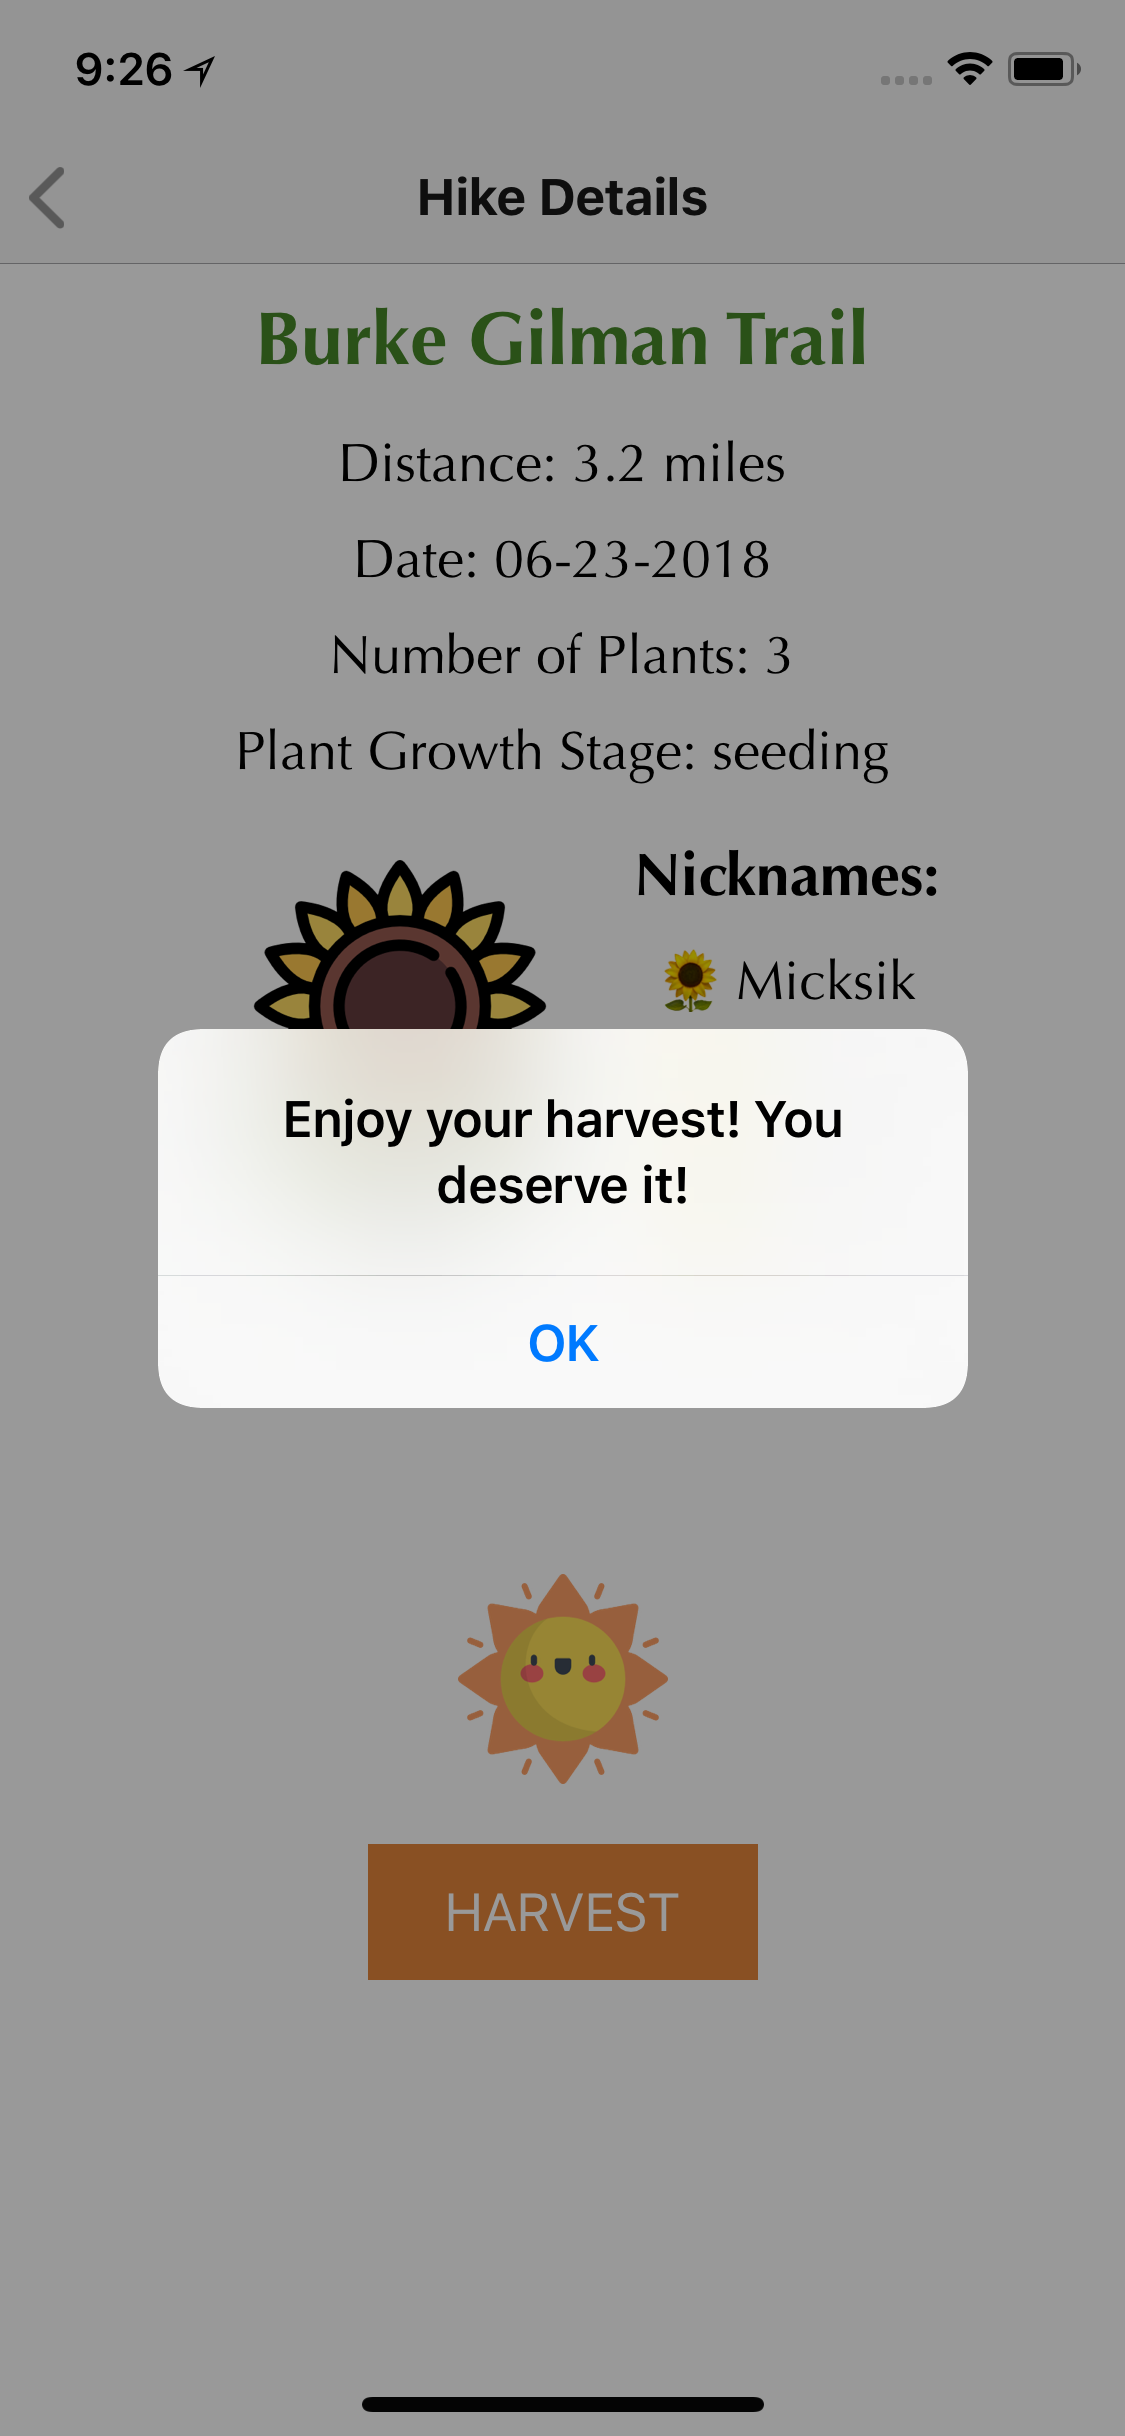 9:26
Hike Details
Burke Gilman Trail
Distance: 3.2 miles
Date: 06-23-2018
Number of Plants: 3
Plant Growth Stage: seeding
Nicknames:
🌻 Micksik
Enjoy your harvest! You
deserve it!
OK
HARVEST